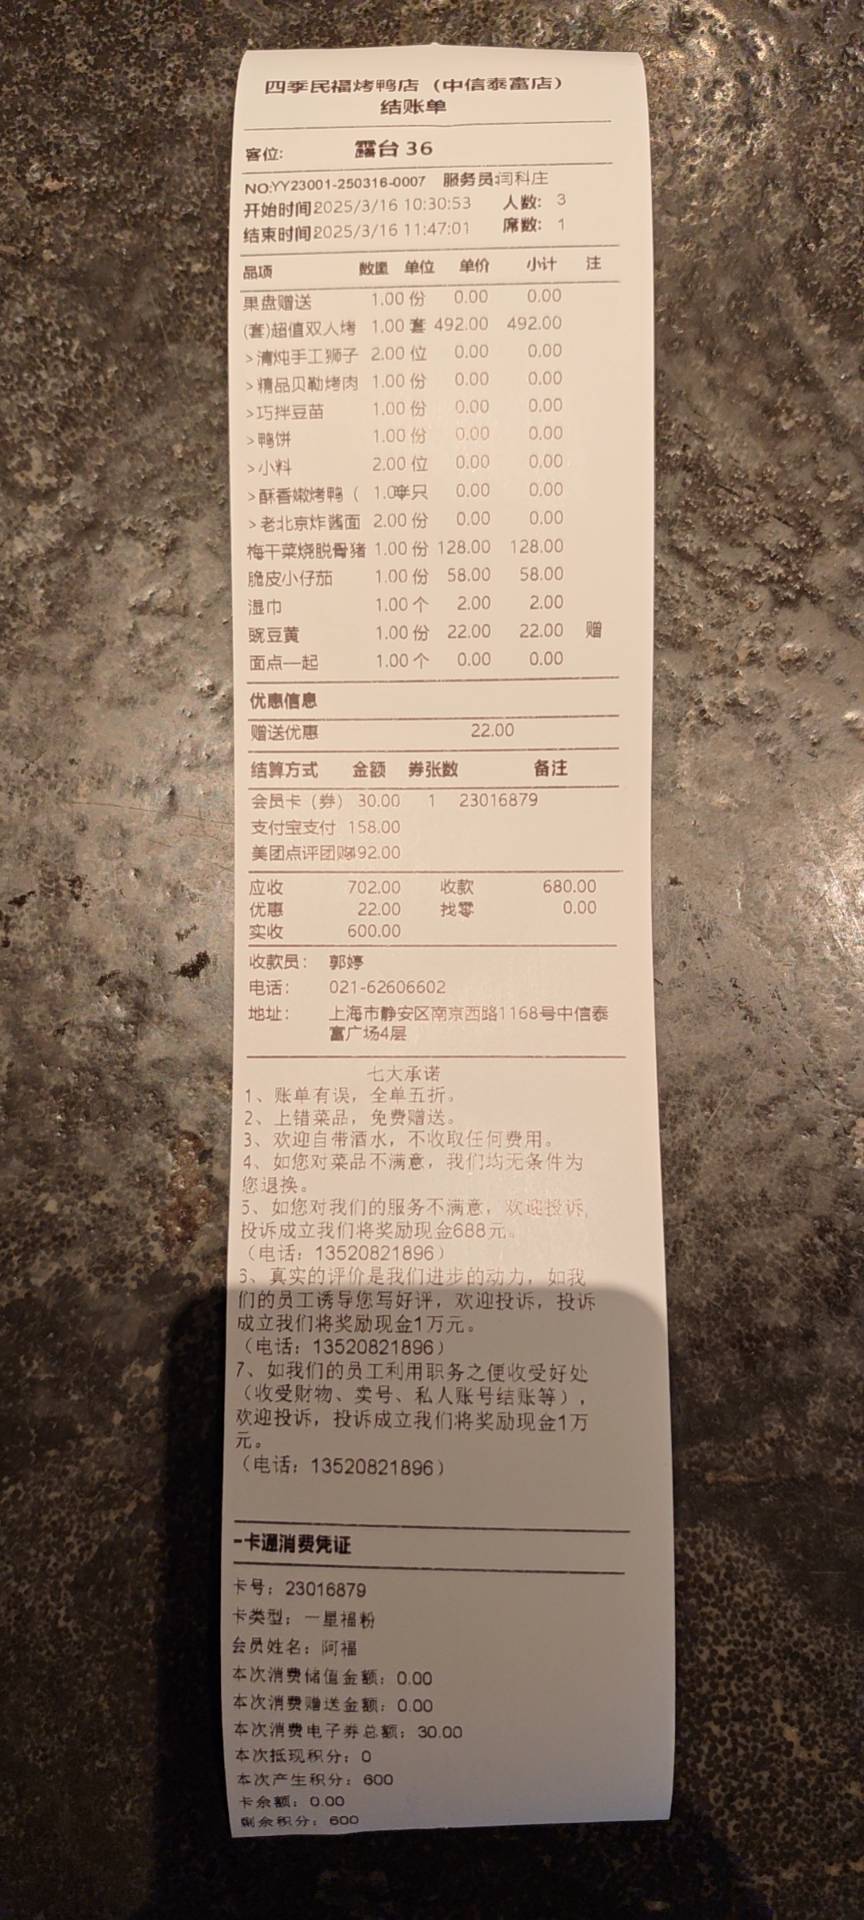 四季民福烤鸭店（中信泰富店）
结账单
客位: 露台 36
NO:YY23001-250316-0007 服务员:闫科庄
开始时间2025/3/16 10:30:53 人数: 3
结束时间2025/3/16 11:47:01 席数: 1
品项 数量 单位 单价 小计 注
果盘赠送 1.00 份 0.00 0.00
(套)超值双人烤 1.00 套 492.00 492.00
>清炖手工狮子 2.00 位 0.00 0.00
>精品贝勒烤肉 1.00 份 0.00 0.00
>巧拌豆苗 1.00 份 0.00 0.00
>鸭饼 1.00 份 0.00 0.00
>小料 2.00 位 0.00 0.00
>酥香嫩烤鸭（ 1.0半只 0.00 0.00
>老北京炸酱面 2.00 份 0.00 0.00
梅干菜烧脱骨猪 1.00 份 128.00 128.00
脆皮小仔茄 1.00 份 58.00 58.00
湿巾 1.00 个 2.00 2.00
豌豆黄 1.00 份 22.00 22.00 赠
面点一起 1.00 个 0.00 0.00
优惠信息
赠送优惠 22.00
结算方式 金额 券张数 备注
会员卡（券） 30.00 1 23016879
支付宝支付 158.00
美团点评团购492.00
应收 702.00 收款 680.00
优惠 22.00 找零 0.00
实收 600.00
收款员: 郭婷
电话: 021-62606602
地址: 上海市静安区南京西路1168号中信泰
富广场4层
七大承诺
1、账单有误，全单五折。
2、上错菜品，免费赠送。
3、欢迎自带酒水，不收取任何费用。
4、如您对菜品不满意，我们均无条件为
您退换。
5、如您对我们的服务不满意，欢迎投诉,
投诉成立我们将奖励现金688元。
（电话：13520821896）
6、真实的评价是我们进步的动力，如我
们的员工诱导您写好评，欢迎投诉，投诉
成立我们将奖励现金1万元。
（电话：13520821896）
7、如我们的员工利用职务之便收受好处
（收受财物、卖号、私人账号结账等），
欢迎投诉，投诉成立我们将奖励现金1万
元。
（电话：13520821896）
一卡通消费凭证
卡号：23016879
卡类型：一星福粉
会员姓名：阿福
本次消费储值金额：0.00
本次消费赠送金额：0.00
本次消费电子券总额：30.00
本次抵现积分：0
本次产生积分：600
卡余额：0.00
剩余积分：600